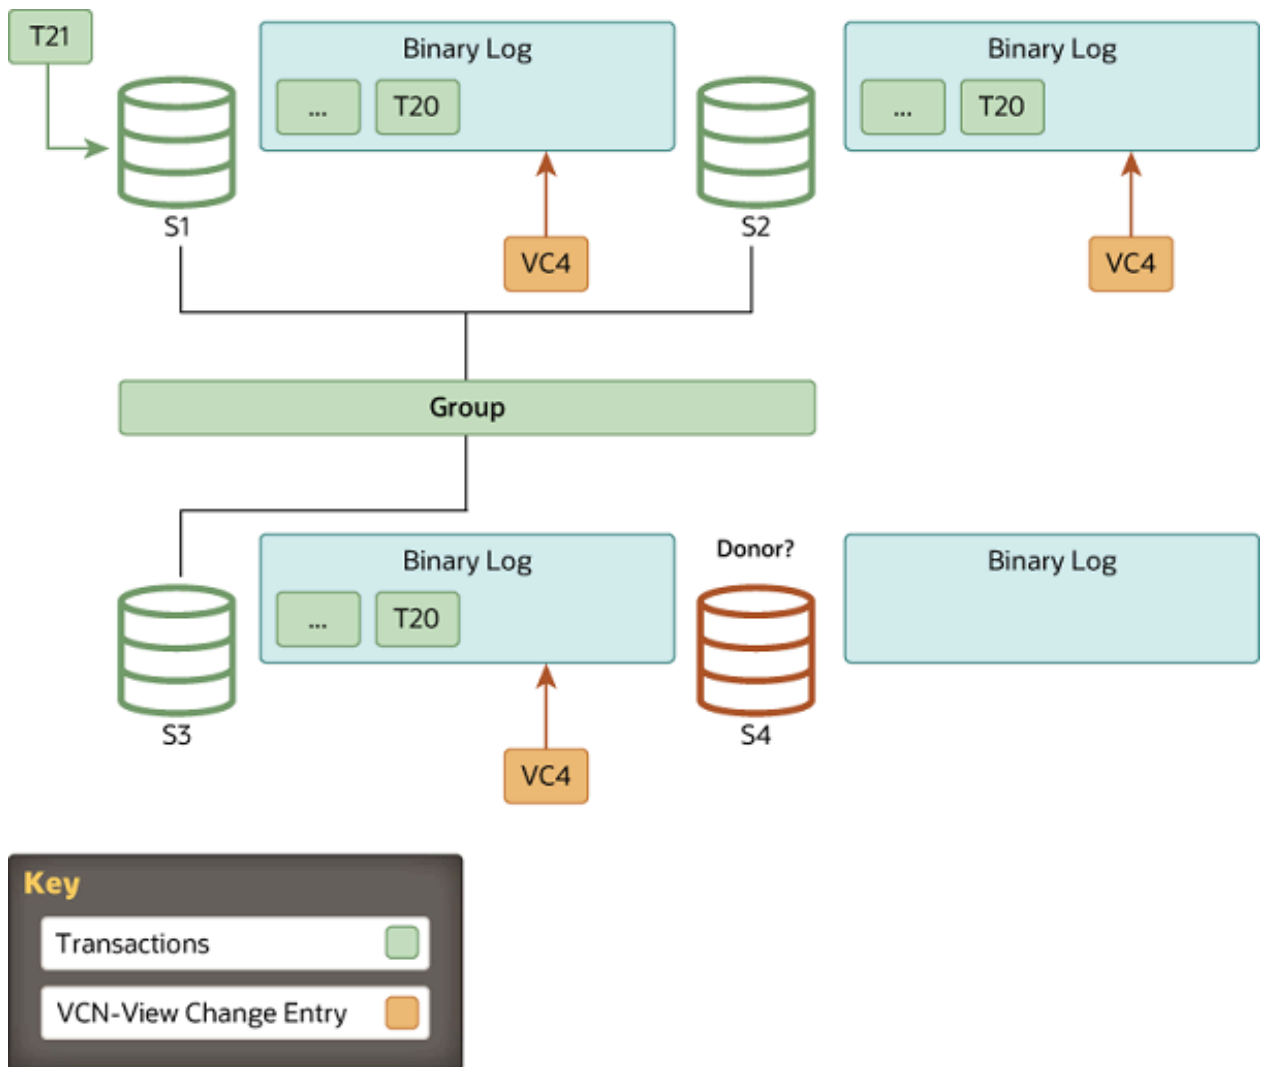 T21
Binary Log
... T20
S1
VC4
Binary Log
... T20
S2
VC4
Group
Binary Log
... T20
S3
VC4
Donor?
S4
Binary Log
Key
Transactions
VCN-View Change Entry